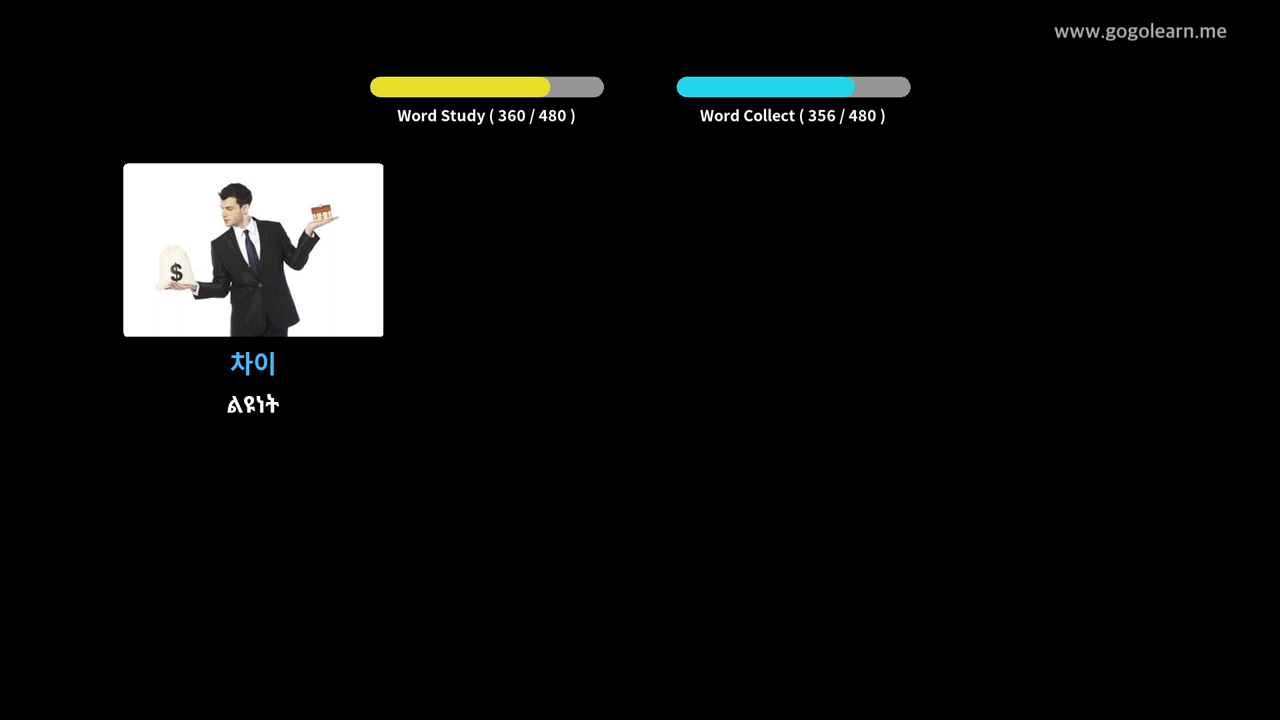 www.gogolearn.me
Word Study ( 360 / 480 )
Word Collect ( 356 / 480 )
$
차이
ልዩነት